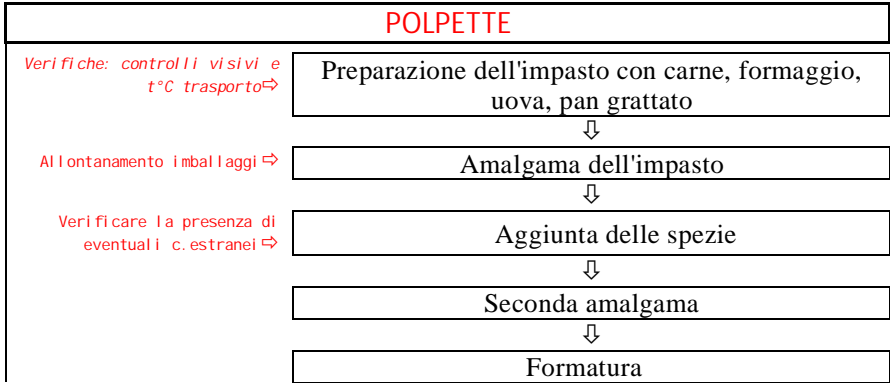 POLPETTE
Verifiche: controlli visivi e
t°C trasporto⇨
Preparazione dell'impasto con carne, formaggio,
uova, pan grattato
⇩
Allontanamento imballaggi⇨
Amalgama dell'impasto
⇩
Verificare la presenza di
eventuali c.estranei⇨
Aggiunta delle spezie
⇩
Seconda amalgama
⇩
Formatura